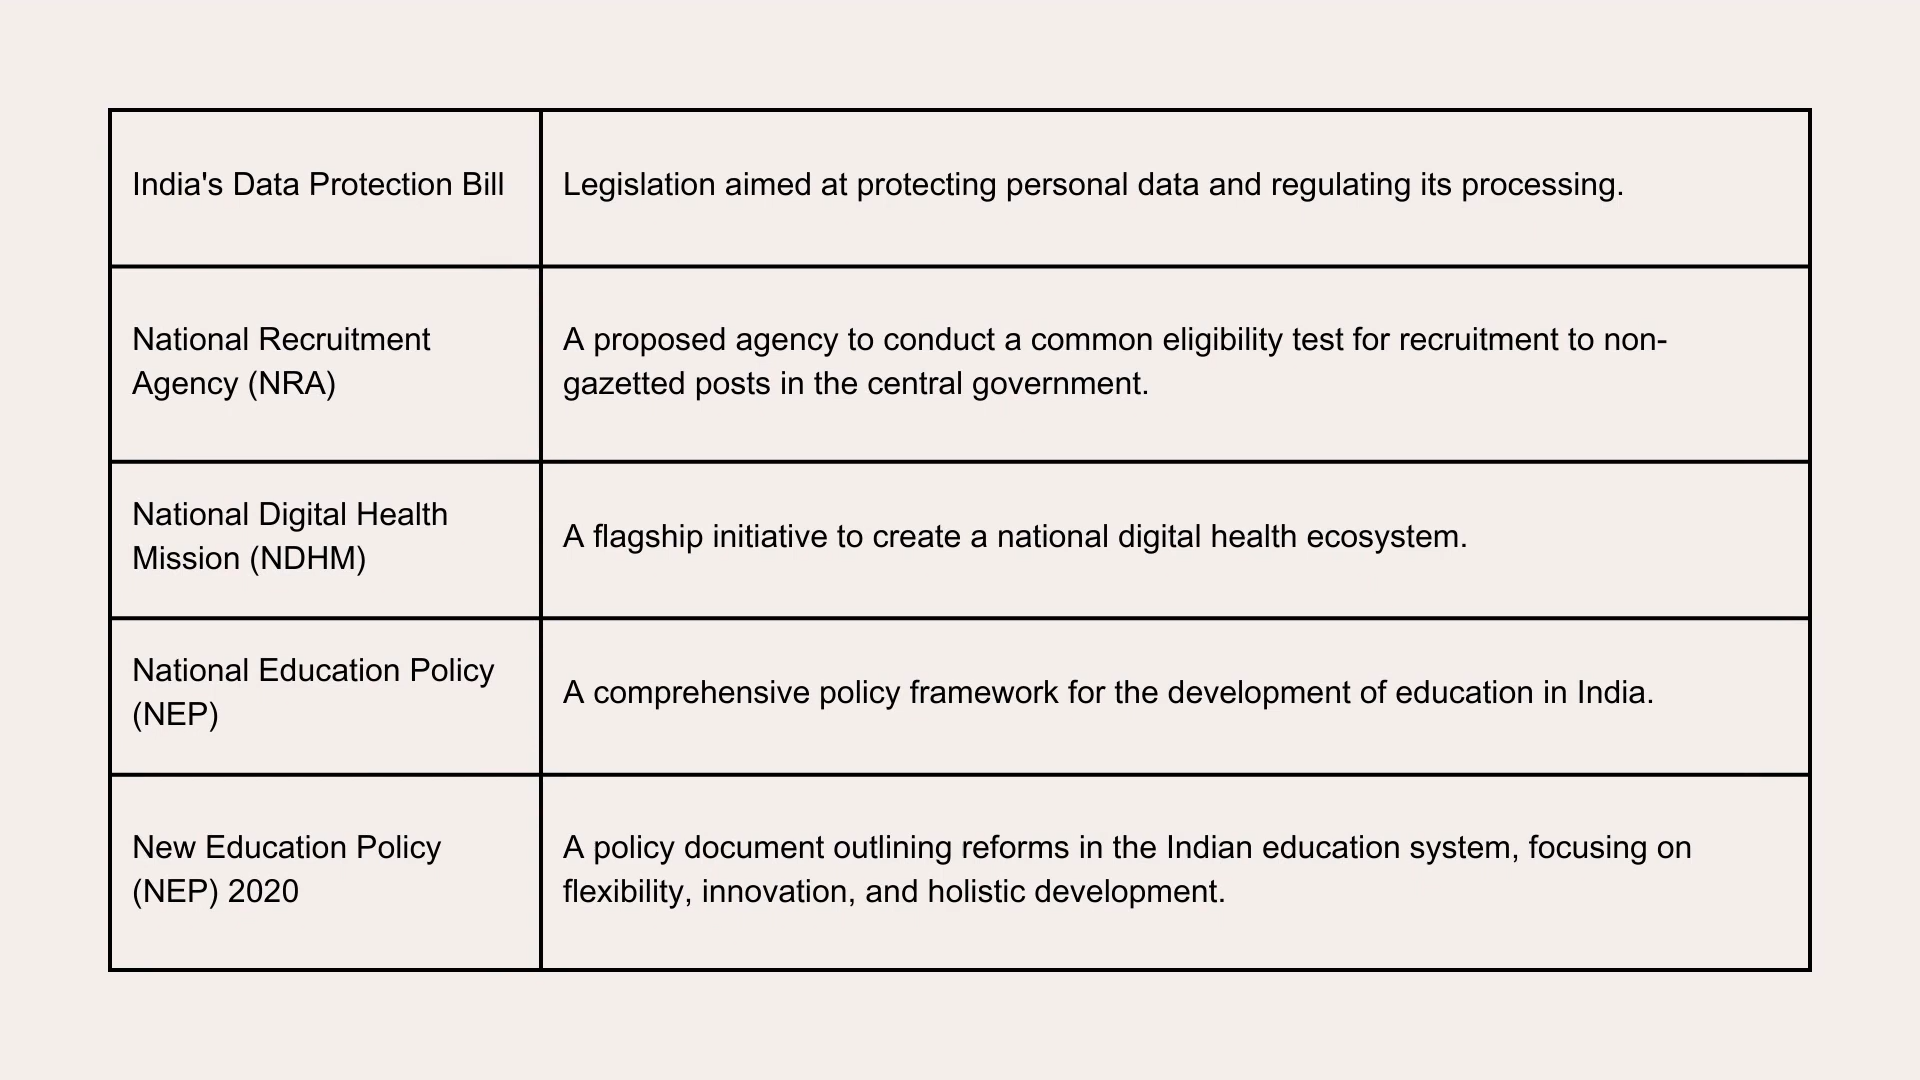 India's Data Protection Bill
Legislation aimed at protecting personal data and regulating its processing.
National Recruitment
Agency (NRA)
A proposed agency to conduct a common eligibility test for recruitment to non-
gazetted posts in the central government.
National Digital Health
Mission (NDHM)
A flagship initiative to create a national digital health ecosystem.
National Education Policy
(NEP)
A comprehensive policy framework for the development of education in India.
New Education Policy
(NEP) 2020
A policy document outlining reforms in the Indian education system, focusing on
flexibility, innovation, and holistic development.